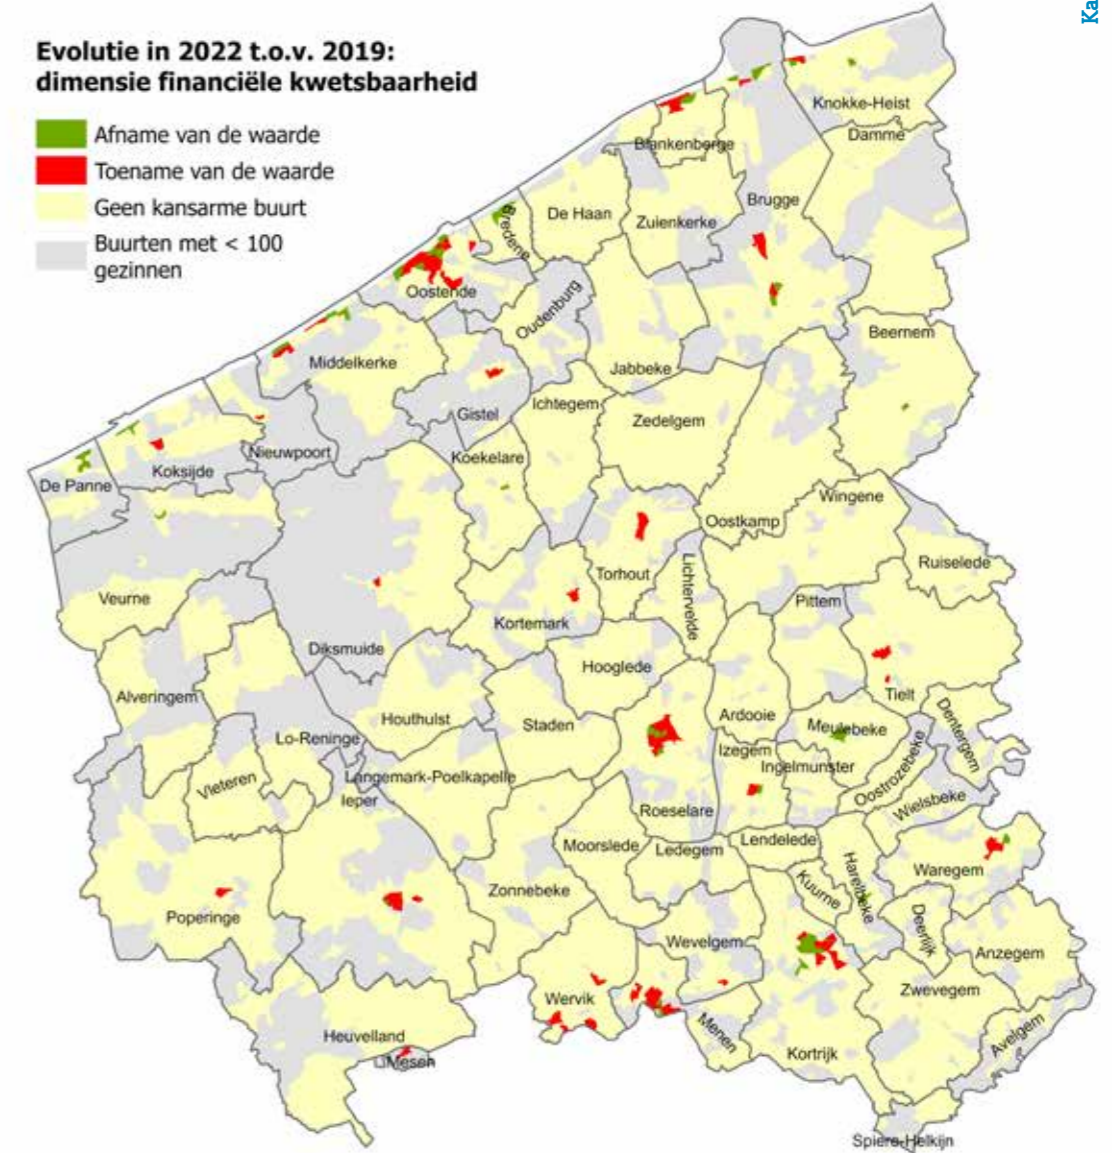 Ka
Evolutie in 2022 t.o.v. 2019:
dimensie financiële kwetsbaarheid
Afname van de waarde
Toename van de waarde
Geen kansarme buurt
Buurten met < 100
gezinnen
Knokke-Heist
Damme
Blankenberge
Brugge
De Haan
Zuienkerke
Bredene
Oostende
Oudenburg
Beernem
Middelkerke
Jabbeke
Ichtegem
Gistel
Zedelgem
Nieuwpoort
Koekelare
Koksijde
De Panne
Wingene
Oostkamp
Ruiselede
Torhout
Lichtervelde
Veurne
Pittem
Kortemark
Diksmuide
Hooglede
Alveringem
Tielt
Houthulst
Staden
Ardooie
Meulebeke
Dentergem
Lo-Reninge
Izegem
Ingelmunster
Oostrozebeke
Langemark-Poelkapelle
Vleteren
Ieper
Wielsbeke
Roeselare
Lendelede
Moorslede
Ledegem
Harelbeke
Waregem
Kuurne
Zonnebeke
Poperinge
Deerlijk
Wevelgem
Anzegem
Zwevegem
Wervik
Menen
Avelgem
Heuvelland
Kortrijk
Mesen
Spiere-Helkijn